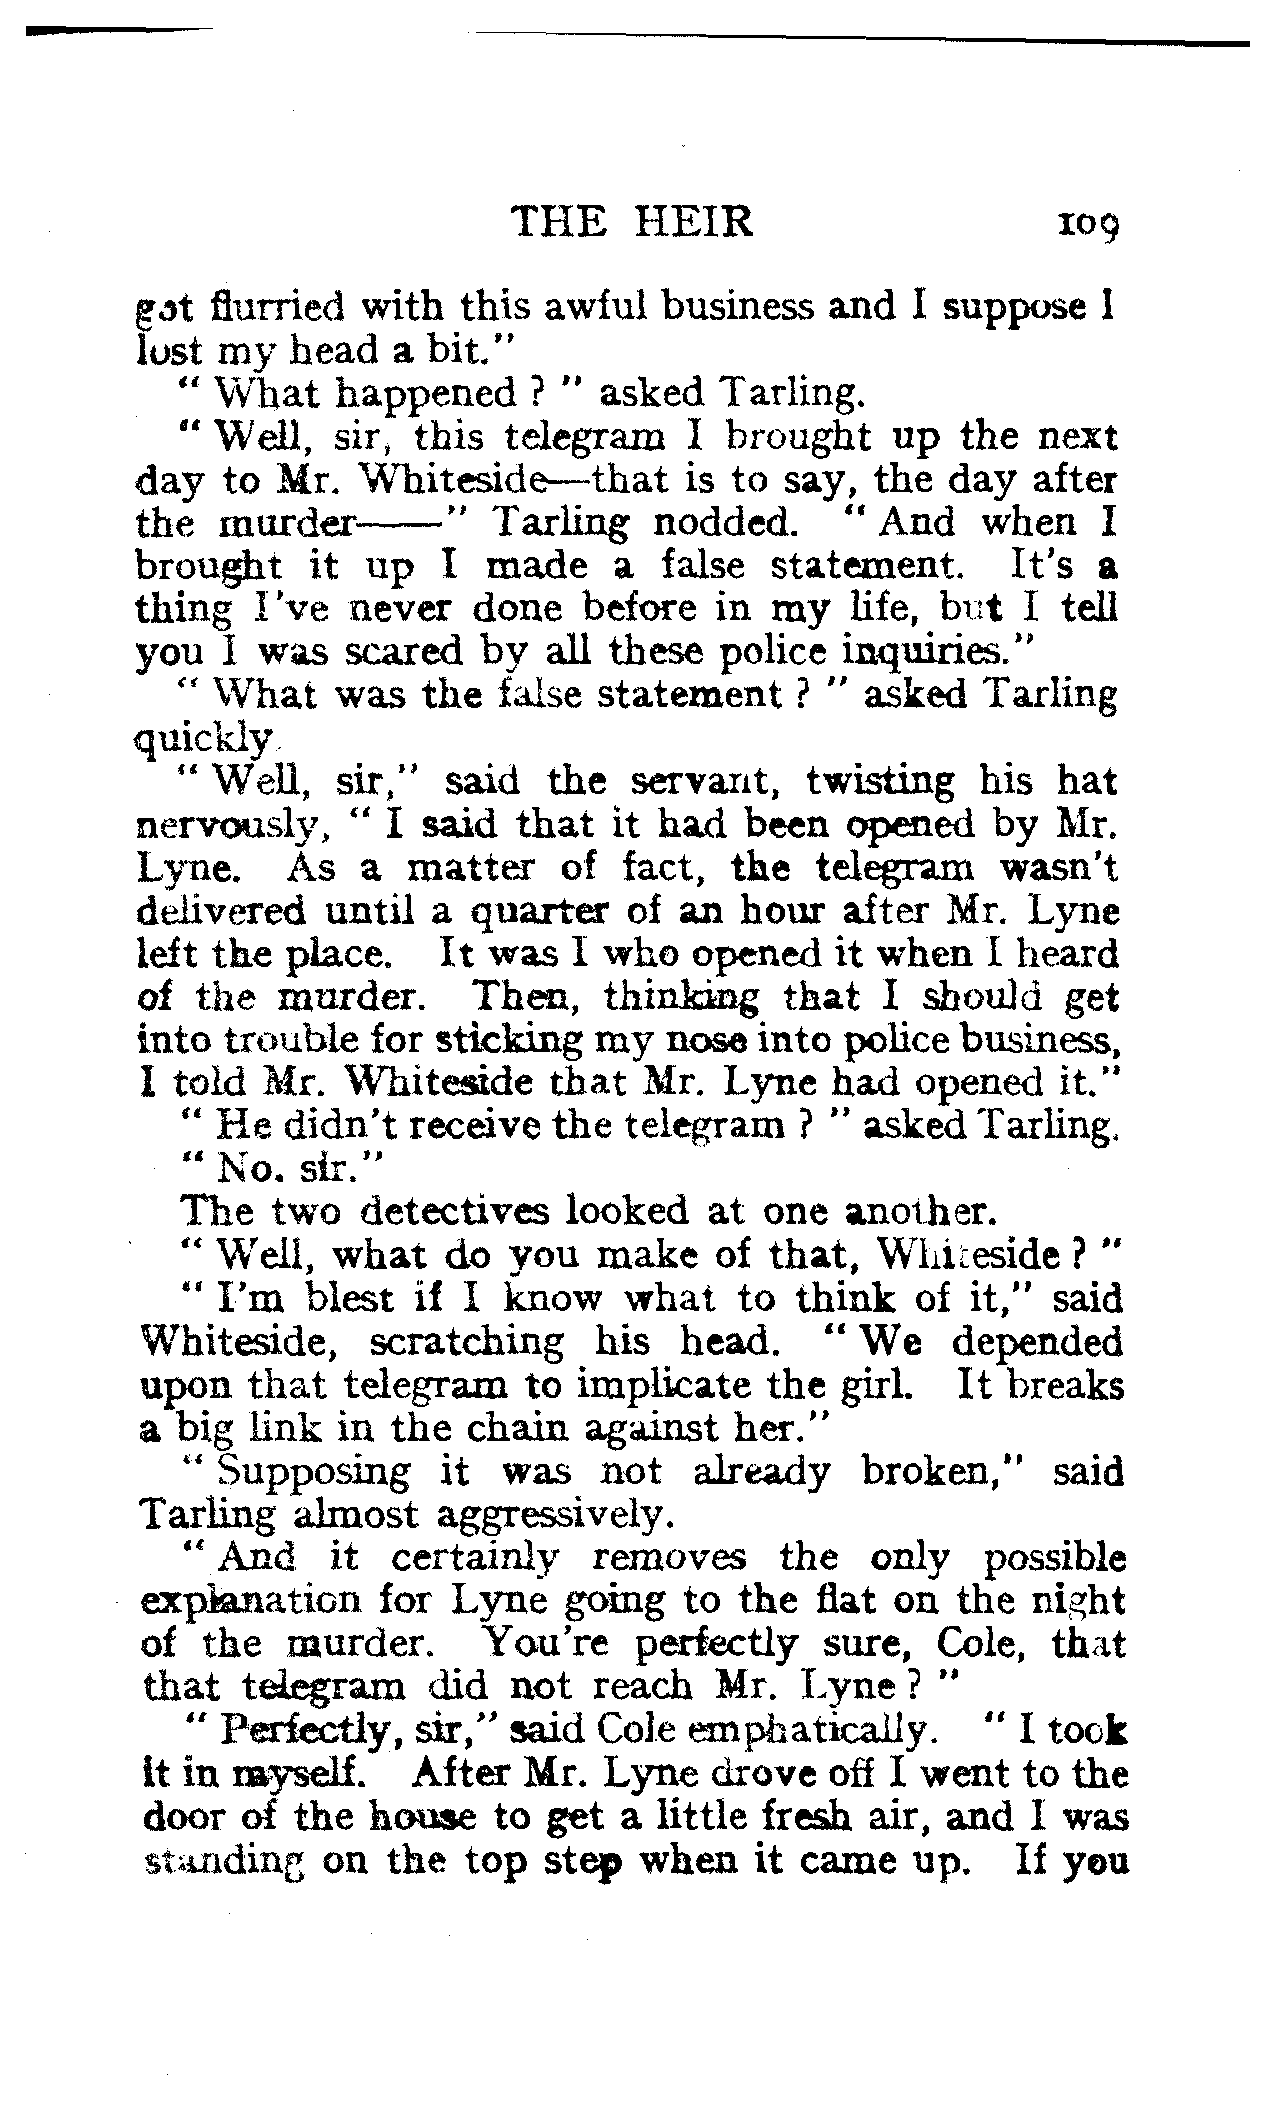 THE HEIR 109
got flurried with this awful business and I suppose I
lost my head a bit."
" What happened ? " asked Tarling.
" Well, sir, this telegram I brought up the next
day to Mr. Whiteside—that is to say, the day after
the murder——" Tarling nodded. " And when I
brought it up I made a false statement. It's a
thing I've never done before in my life, but I tell
you I was scared by all these police inquiries."
" What was the false statement ? " asked Tarling
quickly.
" Well, sir," said the servant, twisting his hat
nervously, " I said that it had been opened by Mr.
Lyne. As a matter of fact, the telegram wasn't
delivered until a quarter of an hour after Mr. Lyne
left the place. It was I who opened it when I heard
of the murder. Then, thinking that I should get
into trouble for sticking my nose into police business,
I told Mr. Whiteside that Mr. Lyne had opened it."
" He didn't receive the telegram ? " asked Tarling.
" No. sir."
The two detectives looked at one another.
" Well, what do you make of that, Whiteside ? "
" I'm blest if I know what to think of it," said
Whiteside, scratching his head. " We depended
upon that telegram to implicate the girl. It breaks
a big link in the chain against her."
" Supposing it was not already broken," said
Tarling almost aggressively.
" And it certainly removes the only possible
explanation for Lyne going to the flat on the night
of the murder. You're perfectly sure, Cole, that
that telegram did not reach Mr. Lyne ? "
" Perfectly, sir," said Cole emphatically. " I took
it in myself. After Mr. Lyne drove off I went to the
door of the house to get a little fresh air, and I was
standing on the top step when it came up. If you